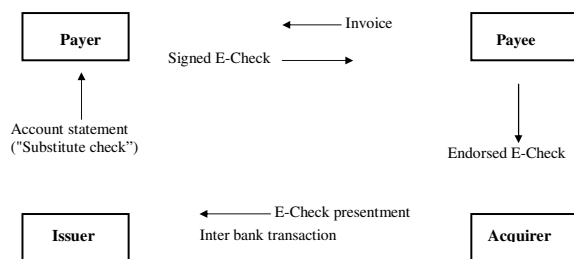 Invoice
Payer
Payee
Signed E-Check
Account statement
("Substitute check”)
Endorsed E-Check
E-Check presentment
Issuer
Inter bank transaction
Acquirer